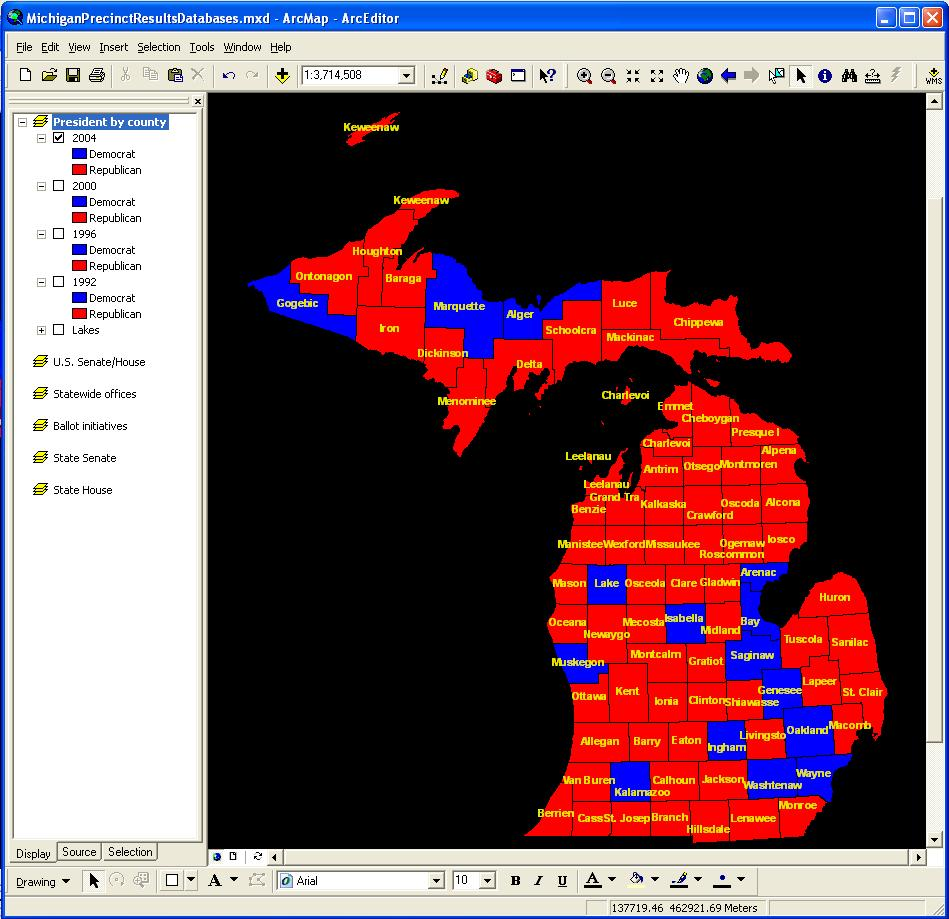 MichiganPrecinctResultsDatabases.mxd - ArcMap - ArcEditor
File Edit View Insert Selection Tools Window Help
1:3,714,508
WMS
President by county
2004
Democrat
Republican
2000
Democrat
Republican
1996
Democrat
Republican
1992
Democrat
Republican
Lakes
U.S. Senate/House
Statewide offices
Ballot initiatives
State Senate
State House
Keweenaw
Keweenaw
Houghton
Ontonagon Baraga
Gogebic Marquette Alger Luce
Iron Schoolcra Chippewa
Mackinac
Dickinson
Delta
Menominee Charlevoi
Emmet
Cheboygan
Presque I
Charlevoi
Alpena
Leelanau
Antrim Otsego Montmoren
Leelanau
Grand Tra
Benzie Kalkaska Crawford Oscoda Alcona
Manistee Wexford Missaukee Roscommon Ogemaw Iosco
Arenac
Mason Lake Osceola Clare Gladwin
Huron
Oceana Newaygo Mecosta Isabella Midland Bay
Tuscola Sanilac
Muskegon Montcalm Gratiot Saginaw
Ottawa Kent Ionia Clinton Shiawasse Genesee Lapeer St. Clair
Allegan Barry Eaton Ingham Livingsto Oakland Macomb
Van Buren Kalamazoo Calhoun Jackson Washtenaw Wayne
Berrien Cass St. Josep Branch Hillsdale Lenawee Monroe
Display Source Selection
Drawing A Arial 10 B I U A
137719.46 462921.69 Meters